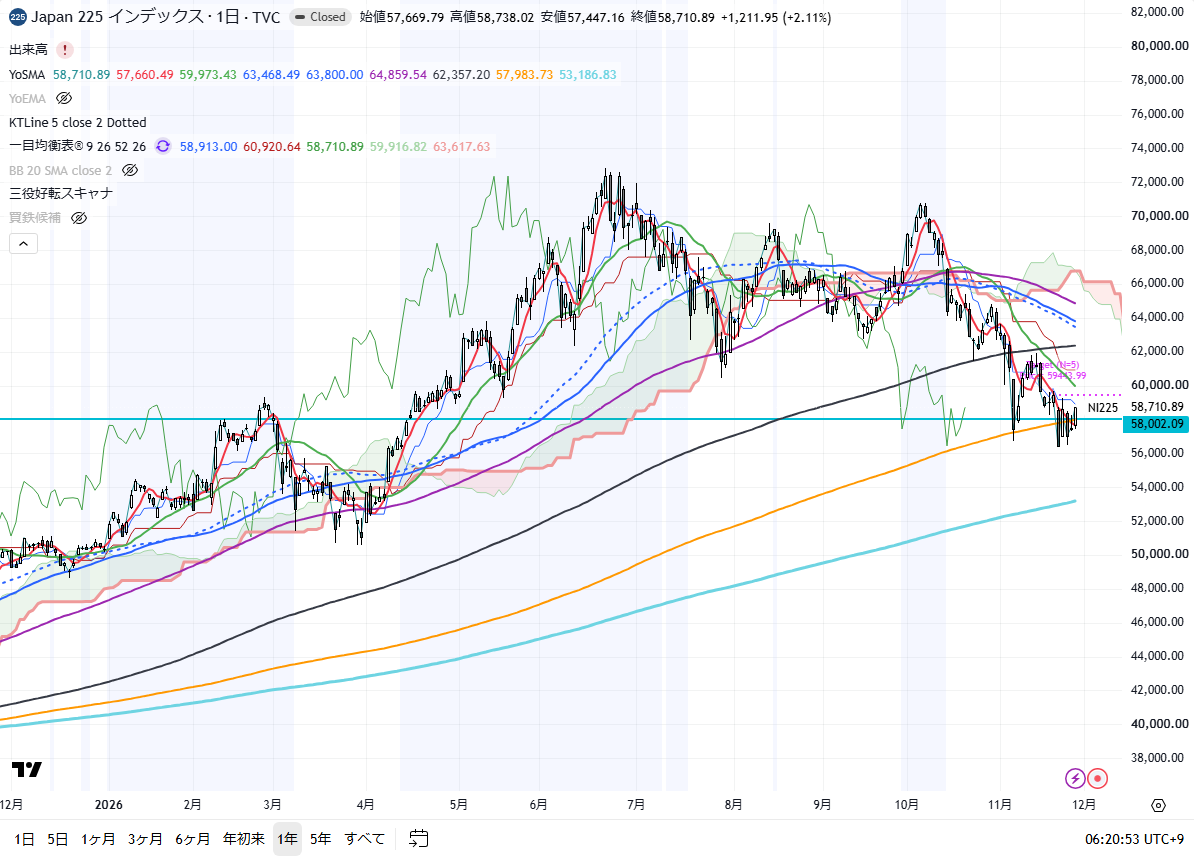 225 Japan 225 インデックス · 1日 · TVC Closed 始値57,669.79 高値58,738.02 安値57,447.16 終値58,710.89 +1,211.95 (+2.11%)
出来高 !
YoSMA 58,710.89 57,660.49 59,973.43 63,468.49 63,800.00 64,859.54 62,357.20 57,983.73 53,186.83
YoEMA
KTLine 5 close 2 Dotted
一目均衡表® 9 26 52 26 58,913.00 60,920.64 58,710.89 59,916.82 63,617.63
BB 20 SMA close 2
三役好転スキャナ
買鉄候補
82,000.00
80,000.00
78,000.00
76,000.00
74,000.00
72,000.00
70,000.00
68,000.00
66,000.00
64,000.00
62,000.00
60,000.00
(N=5)
59443.99
NI225 58,710.89
58,002.09
56,000.00
54,000.00
52,000.00
50,000.00
48,000.00
46,000.00
44,000.00
42,000.00
40,000.00
38,000.00
12月 2026 2月 3月 4月 5月 6月 7月 8月 9月 10月 11月 12月
1日 5日 1ヶ月 3ヶ月 6ヶ月 年初来 1年 5年 すべて 06:20:53 UTC+9